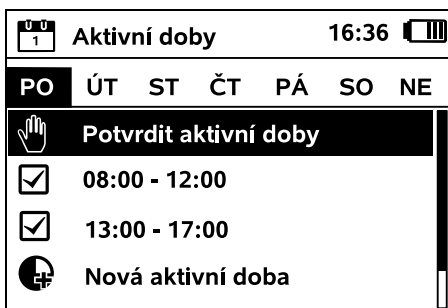 1 Aktivní doby 16:36
PO ÚT ST ČT PÁ SO NE
Potvrdit aktivní doby
08:00 - 12:00
13:00 - 17:00
Nová aktivní doba